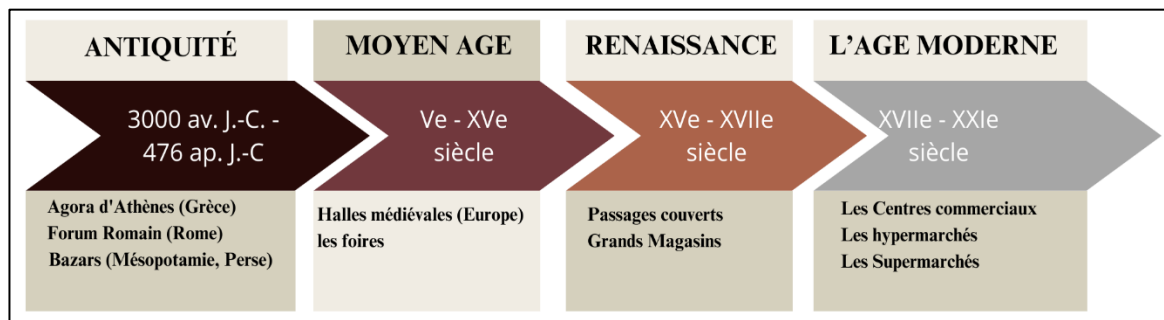 ANTIQUITÉ
3000 av. J.-C. -
476 ap. J.-C
Agora d'Athènes (Grèce)
Forum Romain (Rome)
Bazars (Mésopotamie, Perse)
MOYEN AGE
Ve - XVe
siècle
Halles médiévales (Europe)
les foires
RENAISSANCE
XVe - XVIIe
siècle
Passages couverts
Grands Magasins
L'AGE MODERNE
XVIIe - XXIe
siècle
Les Centres commerciaux
Les hypermarchés
Les Supermarchés